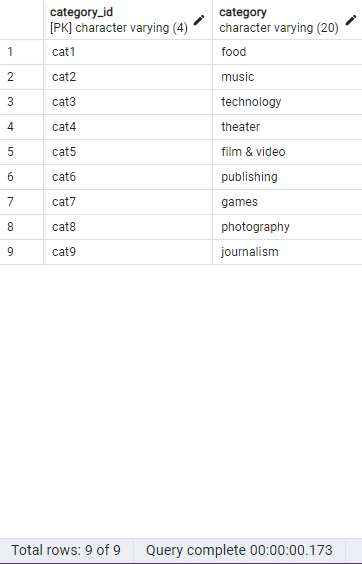 category_id category
[PK] character varying (4) character varying (20)
1 cat1 food
2 cat2 music
3 cat3 technology
4 cat4 theater
5 cat5 film & video
6 cat6 publishing
7 cat7 games
8 cat8 photography
9 cat9 journalism
Total rows: 9 of 9 Query complete 00:00:00.173